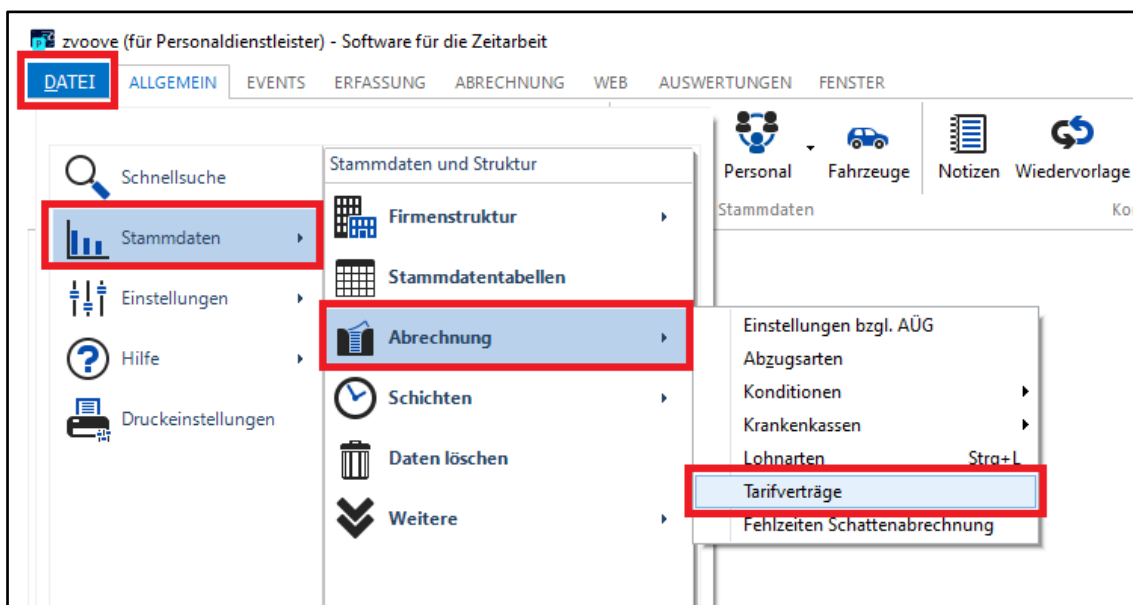 zvoove (für Personaldienstleister) - Software für die Zeitarbeit
DATEI ALLGEMEIN EVENTS ERFASSUNG ABRECHNUNG WEB AUSWERTUNGEN FENSTER
Schnellsuche
Stammdaten
Einstellungen
Hilfe
Druckeinstellungen
Stammdaten und Struktur
Firmenstruktur
Stammdatentabellen
Abrechnung
Schichten
Daten löschen
Weitere
Personal Fahrzeuge Notizen Wiedervorlage
Stammdaten Ko
Einstellungen bzgl. AÜG
Abzugsarten
Konditionen
Krankenkassen
Lohnarten Strg+L
Tarifverträge
Fehlzeiten Schattenabrechnung